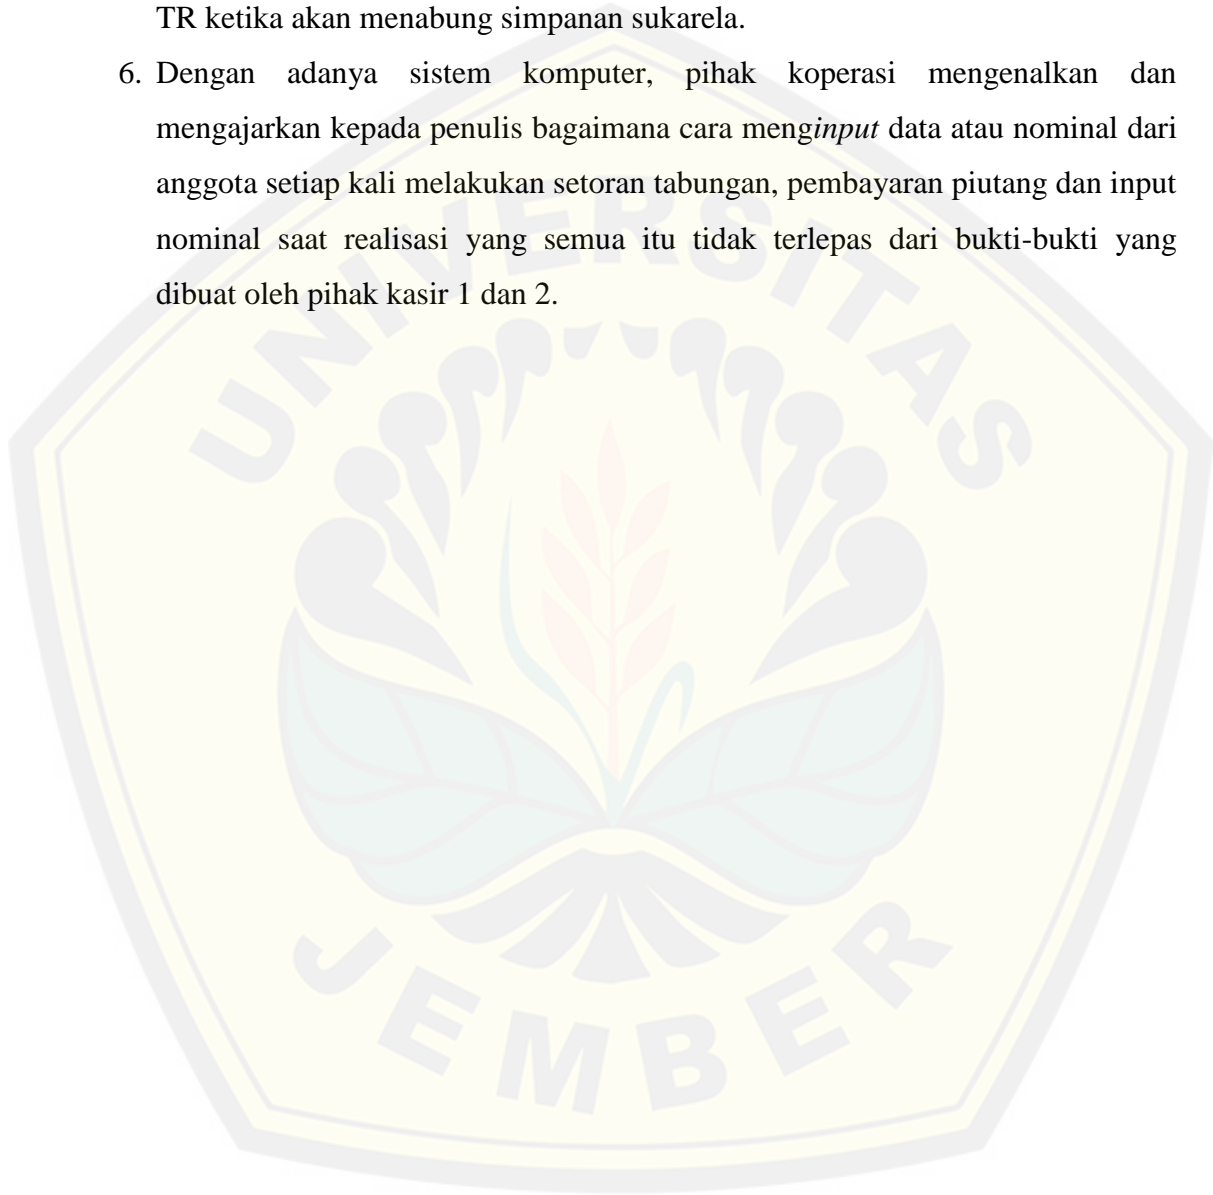 TR ketika akan menabung simpanan sukarela.
6. Dengan adanya sistem komputer, pihak koperasi mengenalkan dan
mengajarkan kepada penulis bagaimana cara menginput data atau nominal dari
anggota setiap kali melakukan setoran tabungan, pembayaran piutang dan input
nominal saat realisasi yang semua itu tidak terlepas dari bukti-bukti yang
dibuat oleh pihak kasir 1 dan 2.
UNIVERSITAS
JEMBER